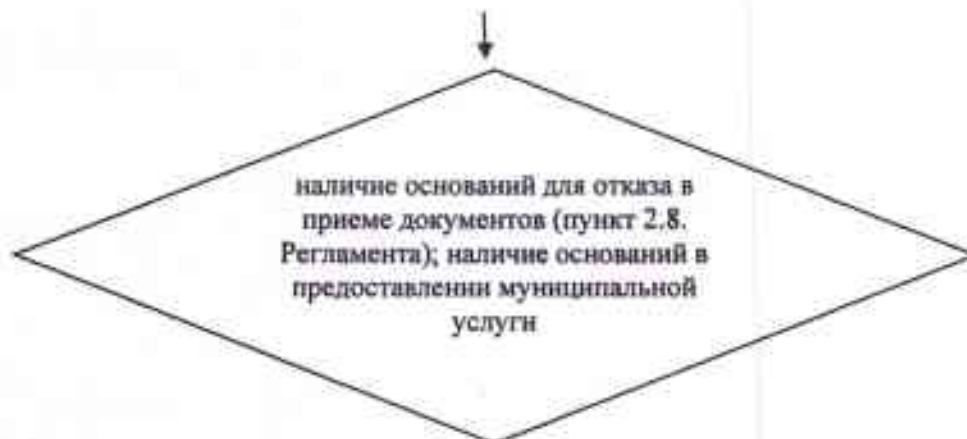 наличие оснований для отказа в
приеме документов (пункт 2.8.
Регламента); наличие оснований в
предоставлении муниципальной
услуги